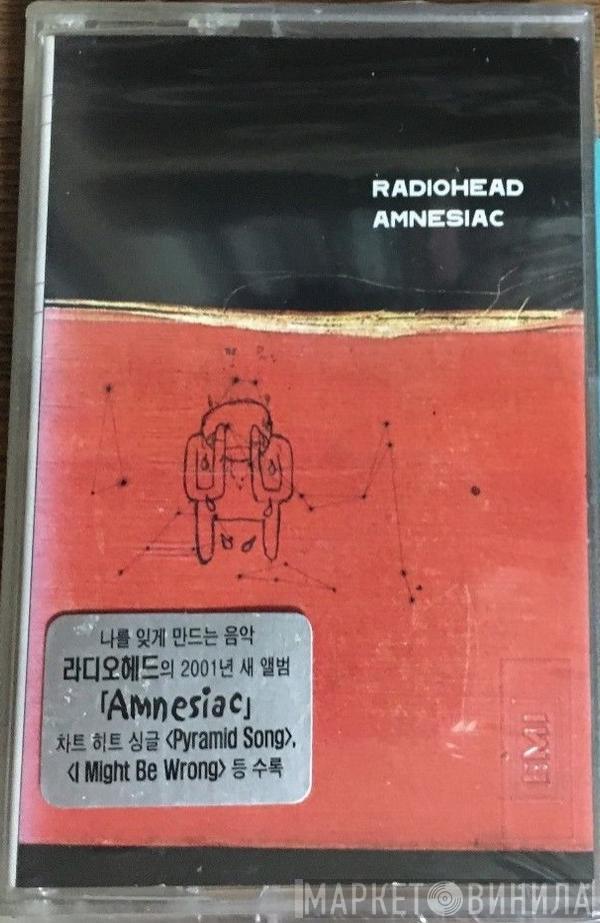 RADIOHEAD
AMNESIAC
나를 잊게 만드는 음악
라디오헤드의 2001년 새 앨범
「Amnesiac」
차트 히트 싱글 <Pyramid Song>,
<I Might Be Wrong> 등 수록
EMI
МАРКЕТ ВИНИЛА